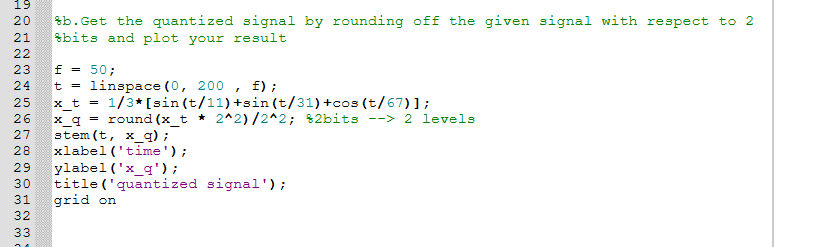 19
20 %b.Get the quantized signal by rounding off the given signal with respect to 2
21 %bits and plot your result
22
23 f = 50;
24 t = linspace(0, 200 , f);
25 x_t = 1/3*[sin(t/11)+sin(t/31)+cos(t/67)];
26 x_q = round(x_t * 2^2)/2^2; %2bits --> 2 levels
27 stem(t, x_q);
28 xlabel('time');
29 ylabel('x_q');
30 title('quantized signal');
31 grid on
32
33